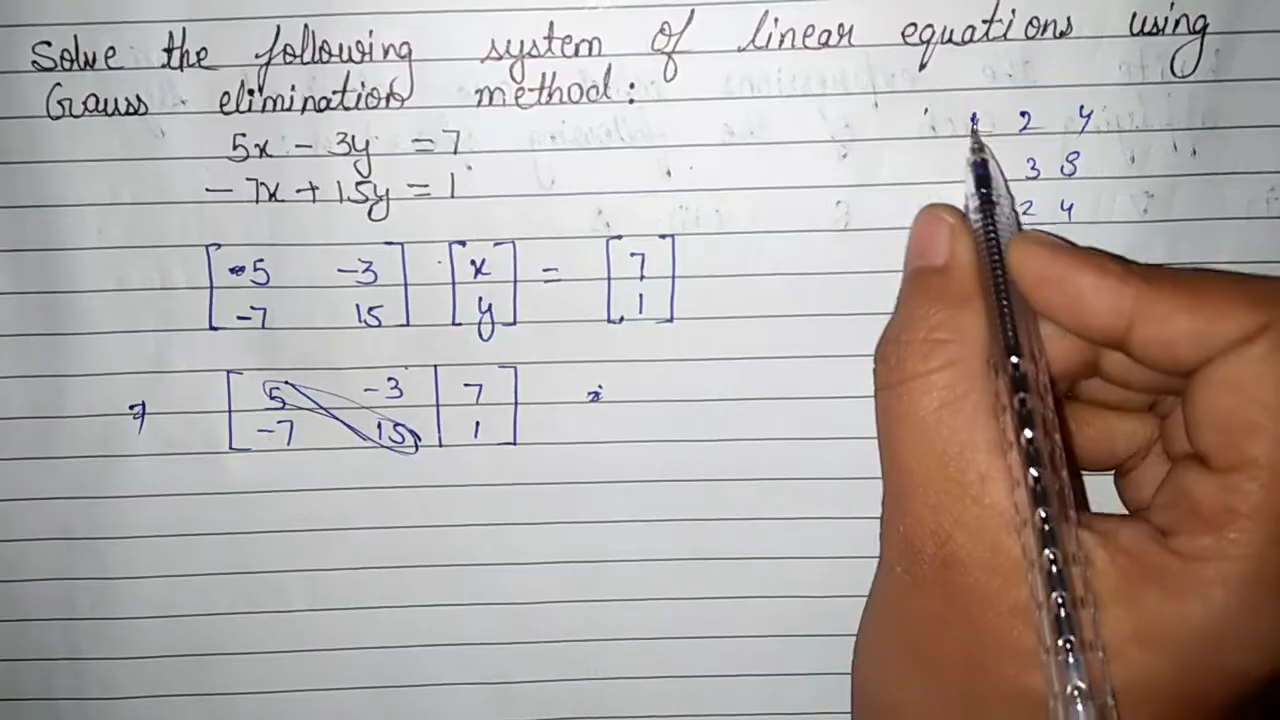 Solve the following system of linear equations using
Gauss elimination method:
5x - 3y = 7
- 7x + 15y = 1
2 4
3 8
2 4
5 -3 x = 7
-7 15 y 1
5 -3 7
-7 15 1